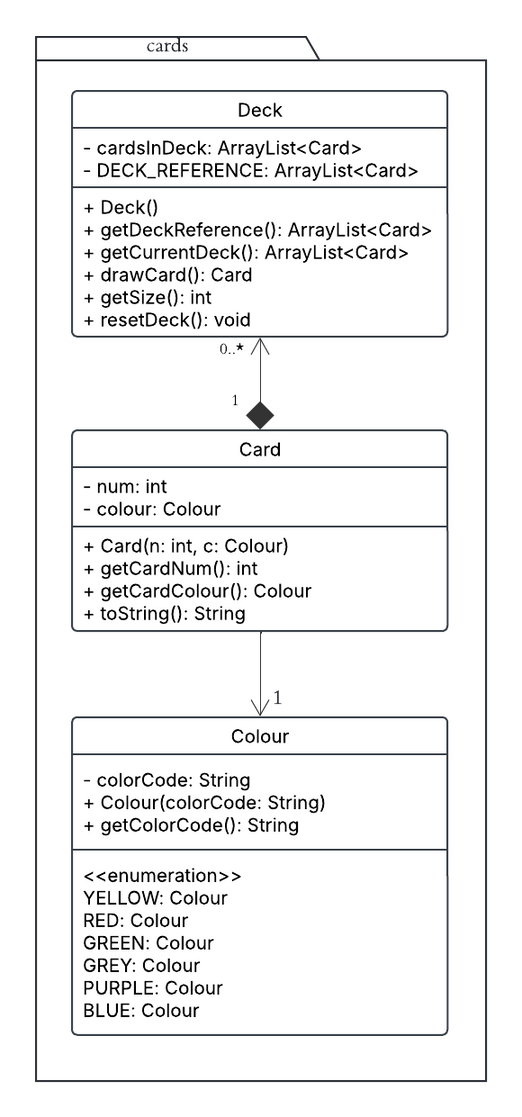 cards
Deck
- cardsInDeck: ArrayList<Card>
- DECK_REFERENCE: ArrayList<Card>
+ Deck()
+ getDeckReference(): ArrayList<Card>
+ getCurrentDeck(): ArrayList<Card>
+ drawCard(): Card
+ getSize(): int
+ resetDeck(): void
0..*
1
Card
- num: int
- colour: Colour
+ Card(n: int, c: Colour)
+ getCardNum(): int
+ getCardColour(): Colour
+ toString(): String
1
Colour
- colorCode: String
+ Colour(colorCode: String)
+ getColorCode(): String
<<enumeration>>
YELLOW: Colour
RED: Colour
GREEN: Colour
GREY: Colour
PURPLE: Colour
BLUE: Colour